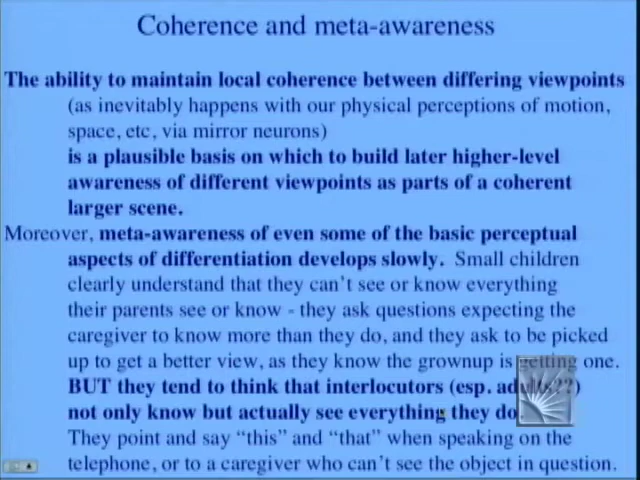 Coherence and meta-awareness
The ability to maintain local coherence between differing viewpoints
(as inevitably happens with our physical perceptions of motion,
space, etc, via mirror neurons)
is a plausible basis on which to build later higher-level
awareness of different viewpoints as parts of a coherent
larger scene.
Moreover, meta-awareness of even some of the basic perceptual
aspects of differentiation develops slowly. Small children
clearly understand that they can't see or know everything
their parents see or know - they ask questions expecting the
caregiver to know more than they do, and they ask to be picked
up to get a better view, as they know the grownup is getting one.
BUT they tend to think that interlocutors (esp. adults??)
not only know but actually see everything they do
They point and say "this" and "that" when speaking on the
telephone, or to a caregiver who can't see the object in question.